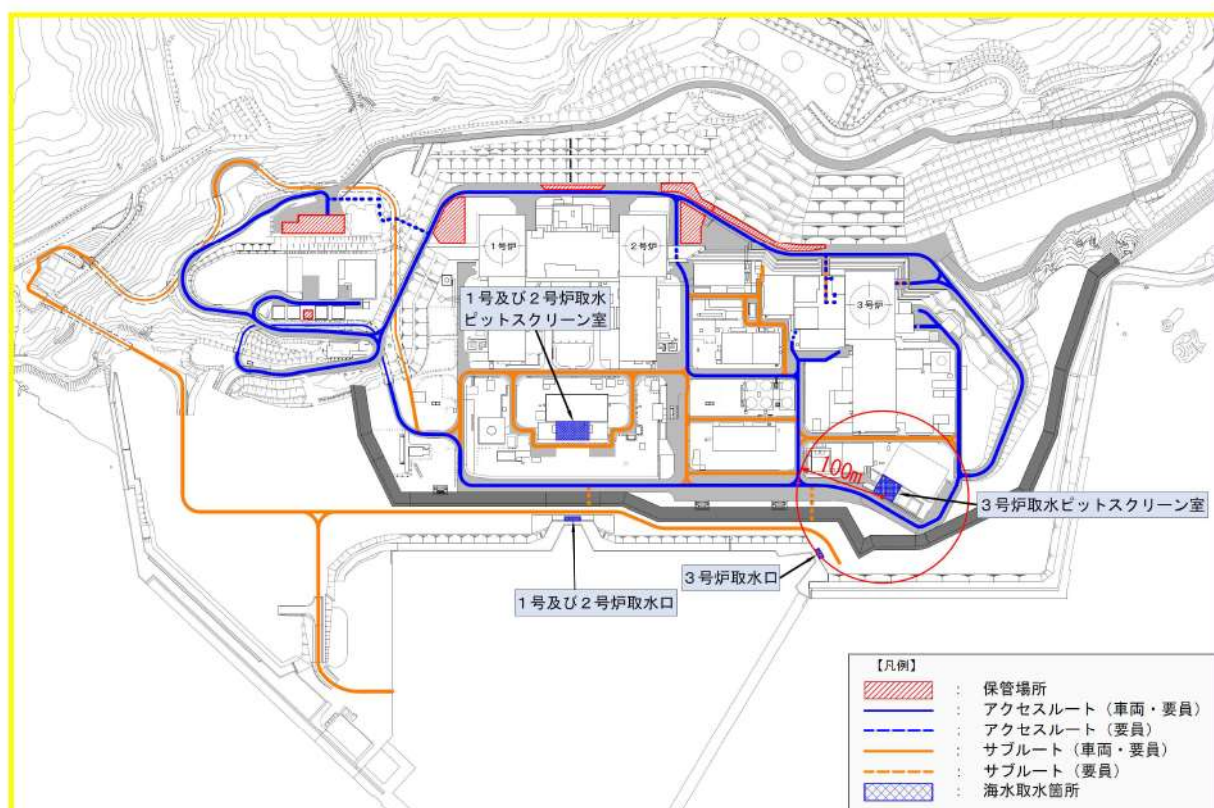 1号炉
2号炉
3号炉
1号及び2号炉取水
ピットスクリーン室
100m
3号炉取水ピットスクリーン室
3号炉取水口
1号及び2号炉取水口
【凡例】
： 保管場所
： アクセスルート（車両・要員）
： アクセスルート（要員）
： サブルート（車両・要員）
： サブルート（要員）
： 海水取水箇所